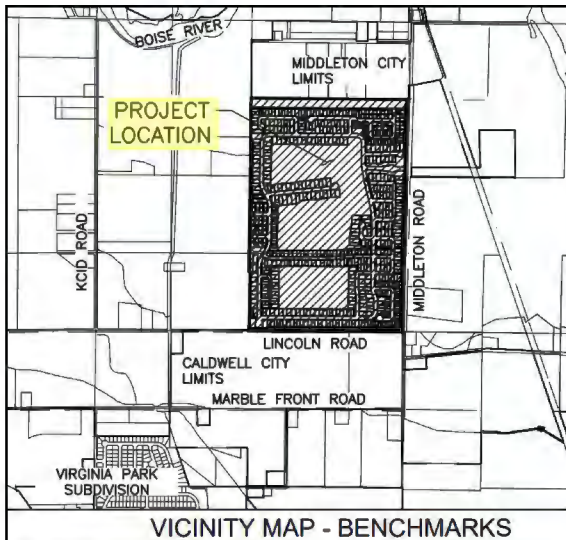 BOISE RIVER
MIDDLETON CITY
LIMITS
PROJECT
LOCATION
KCID ROAD
MIDDLETON ROAD
LINCOLN ROAD
CALDWELL CITY
LIMITS
MARBLE FRONT ROAD
VIRGINIA PARK
SUBDIVISION
VICINITY MAP - BENCHMARKS